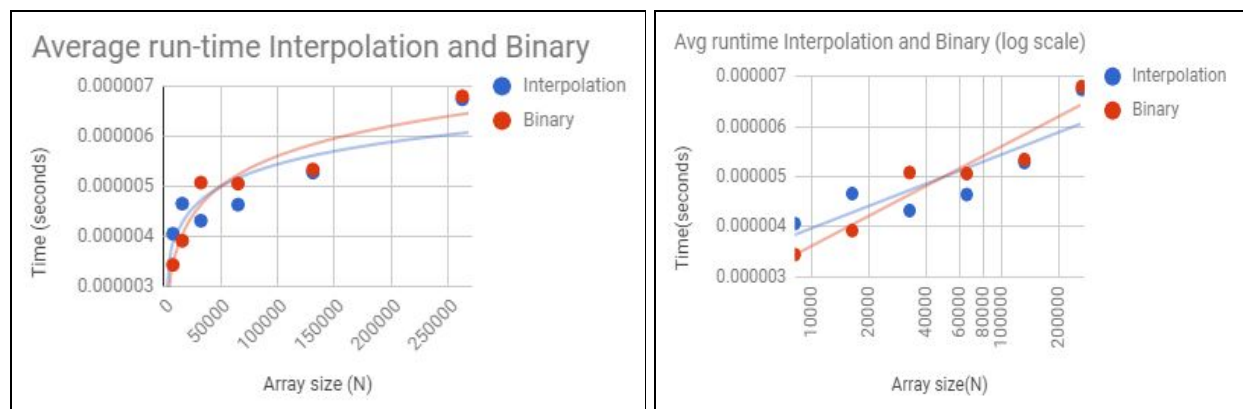 Average run-time Interpolation and Binary
0.000007
0.000006
0.000005
0.000004
0.000003
Time (seconds)
0
50000
100000
150000
200000
250000
Array size (N)
Interpolation
Binary
Avg runtime Interpolation and Binary (log scale)
0.000007
0.000006
0.000005
0.000004
0.000003
Time(seconds)
10000
20000
40000
60000
80000
100000
200000
Array size(N)
Interpolation
Binary